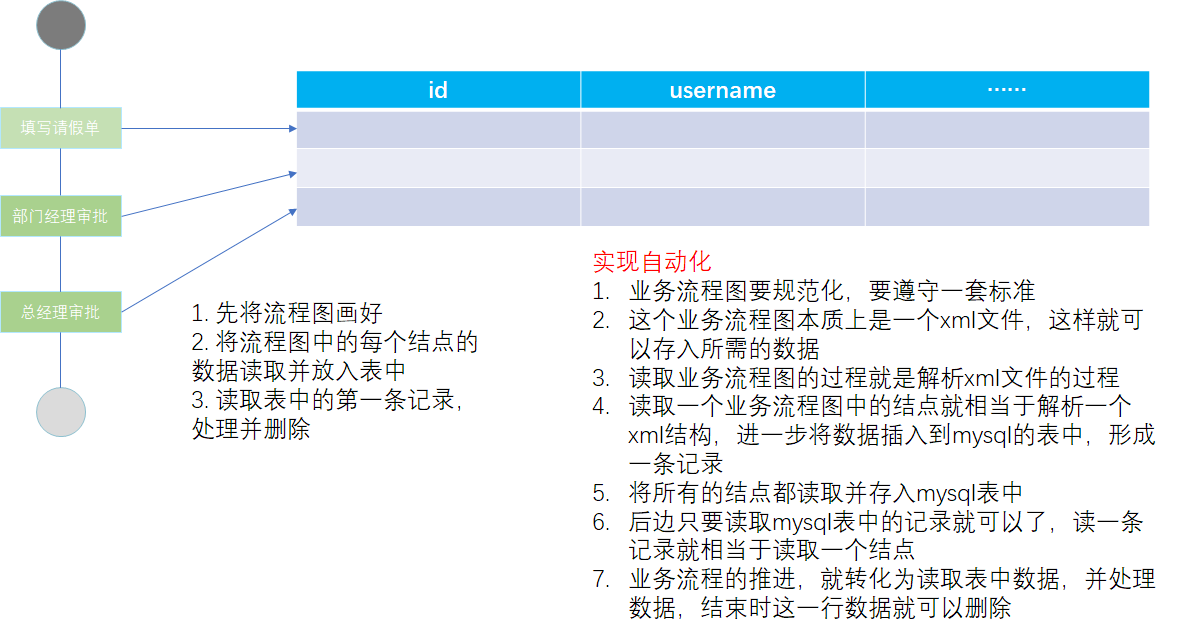 id
username
……
填写请假单
部门经理审批
总经理审批
1. 先将流程图画好
2. 将流程图中的每个结点的
数据读取并放入表中
3. 读取表中的第一条记录，
处理并删除
实现自动化
1. 业务流程图要规范化，要遵守一套标准
2. 这个业务流程图本质上是一个xml文件，这样就可
以存入所需的数据
3. 读取业务流程图的过程就是解析xml文件的过程
4. 读取一个业务流程图中的结点就相当于解析一个
xml结构，进一步将数据插入到mysql的表中，形成
一条记录
5. 将所有的结点都读取并存入mysql表中
6. 后边只要读取mysql表中的记录就可以了，读一条
记录就相当于读取一个结点
7. 业务流程的推进，就转化为读取表中数据，并处理
数据，结束时这一行数据就可以删除